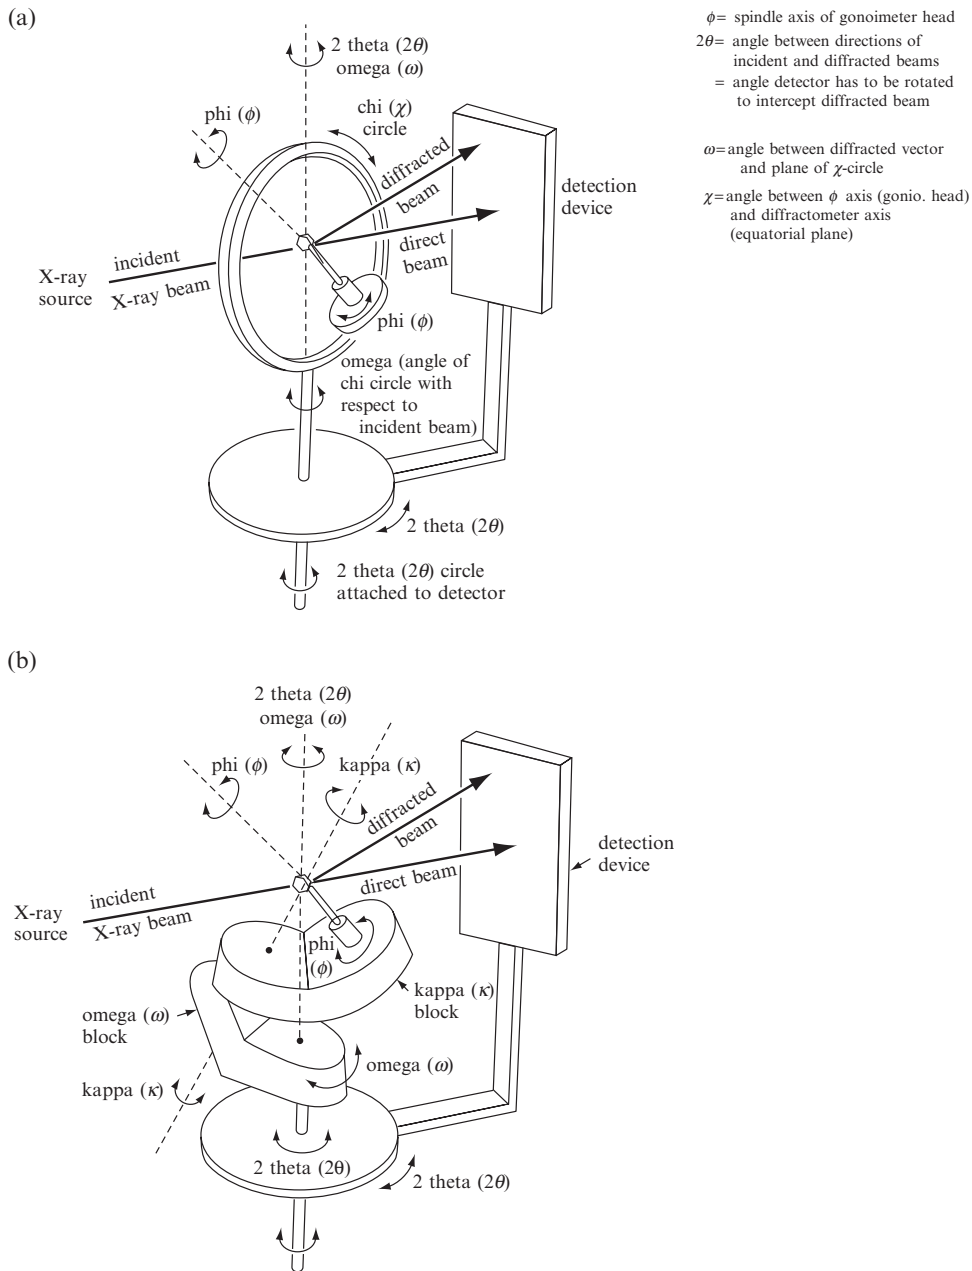 (a)
2 theta (2θ)
omega (ω)
phi (ϕ)
chi (χ)
circle
diffracted
beam
direct
beam
detection
device
X-ray
source
incident
X-ray beam
phi (ϕ)
omega (angle of
chi circle with
respect to
incident beam)
2 theta (2θ)
2 theta (2θ) circle
attached to detector
ϕ= spindle axis of gonoimeter head
2θ= angle between directions of
incident and diffracted beams
= angle detector has to be rotated
to intercept diffracted beam
ω=angle between diffracted vector
and plane of χ-circle
χ=angle between ϕ axis (gonio. head)
and diffractometer axis
(equatorial plane)
(b)
2 theta (2θ)
omega (ω)
phi (ϕ)
kappa (κ)
diffracted
beam
direct beam
detection
device
X-ray
source
incident
X-ray beam
phi
(ϕ)
kappa (κ)
block
omega (ω)
block
omega (ω)
kappa (κ)
2 theta (2θ)
2 theta (2θ)